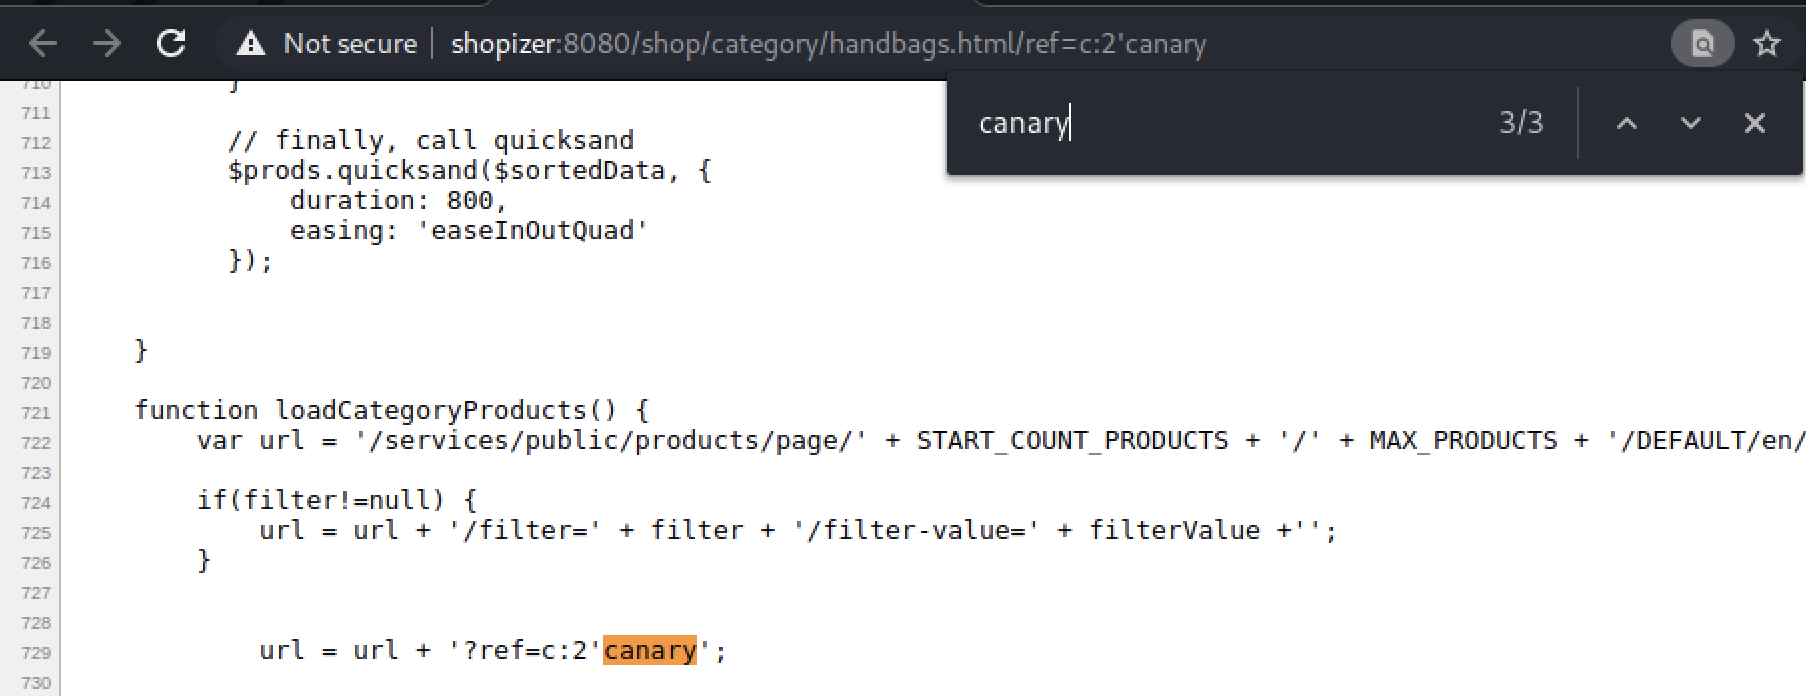 Not secure shopizer:8080/shop/category/handbags.html/ref=c:2'canary
canary 3/3
710 }
711
712 // finally, call quicksand
713 $prods.quicksand($sortedData, {
714 duration: 800,
715 easing: 'easeInOutQuad'
716 });
717
718
719 }
720
721 function loadCategoryProducts() {
722 var url = '/services/public/products/page/' + START_COUNT_PRODUCTS + '/' + MAX_PRODUCTS + '/DEFAULT/en/
723
724 if(filter!=null) {
725 url = url + '/filter=' + filter + '/filter-value=' + filterValue +'';
726 }
727
728
729 url = url + '?ref=c:2'canary';
730